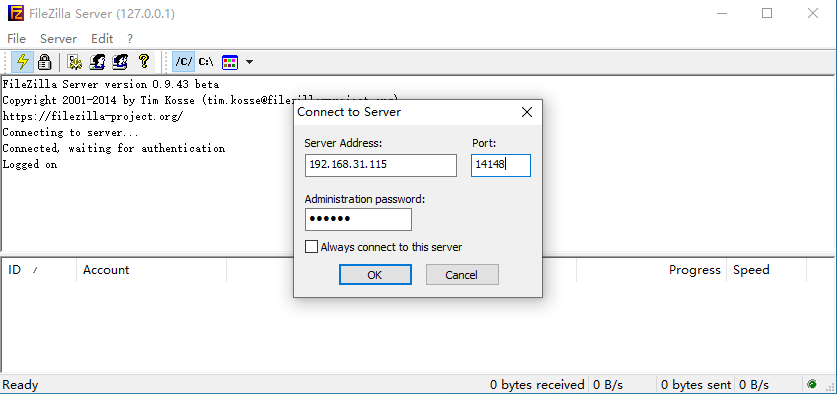 FileZilla Server (127.0.0.1)
File Server Edit ?
/C/ C:\
FileZilla Server version 0.9.43 beta
Copyright 2001-2014 by Tim Kosse (tim.kosse@filezilla-project.org)
https://filezilla-project.org/
Connecting to server...
Connected, waiting for authentication
Logged on
Connect to Server
Server Address: Port:
192.168.31.115 14148
Administration password:
●●●●●●
Always connect to this server
OK Cancel
ID / Account Progress Speed
Ready 0 bytes received 0 B/s 0 bytes sent 0 B/s